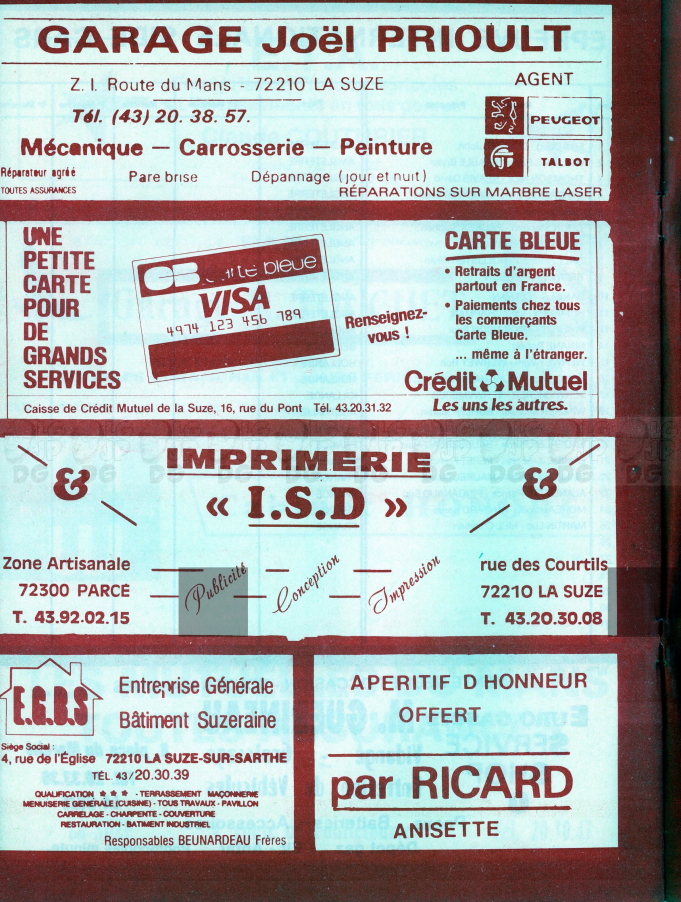 GARAGE Joël PRIOULT
Z. I. Route du Mans - 72210 LA SUZE
AGENT
Tél. (43) 20. 38. 57.
PEUGEOT
Mécanique — Carrosserie — Peinture
TALBOT
Réparateur agréé
TOUTES ASSURANCES
Pare brise
Dépannage (jour et nuit)
RÉPARATIONS SUR MARBRE LASER
UNE
PETITE
CARTE
POUR
DE
GRANDS
SERVICES
CB
carte bleue
VISA
4974 123 456 789
Renseignez-
vous !
CARTE BLEUE
• Retraits d'argent
partout en France.
• Paiements chez tous
les commerçants
Carte Bleue.
... même à l'étranger.
Crédit Mutuel
Les uns les autres.
Caisse de Crédit Mutuel de la Suze, 16, rue du Pont Tél. 43.20.31.32
IMPRIMERIE
& « I.S.D » &
Zone Artisanale
72300 PARCÉ
T. 43.92.02.15
— Publicité — Conception — Impression
rue des Courtils
72210 LA SUZE
T. 43.20.30.08
E.G.B.S
Entreprise Générale
Bâtiment Suzeraine
Siège Social :
4, rue de l'Église 72210 LA SUZE-SUR-SARTHE
TÉL. 43/20.30.39
QUALIFICATION * * * - TERRASSEMENT MAÇONNERIE
MENUISERIE GENERALE (CUISINE) - TOUS TRAVAUX - PAVILLON
CARRELAGE - CHARPENTE - COUVERTURE
RESTAURATION - BATIMENT INDUSTRIEL
Responsables BEUNARDEAU Frères
APERITIF D HONNEUR
OFFERT
par RICARD
ANISETTE